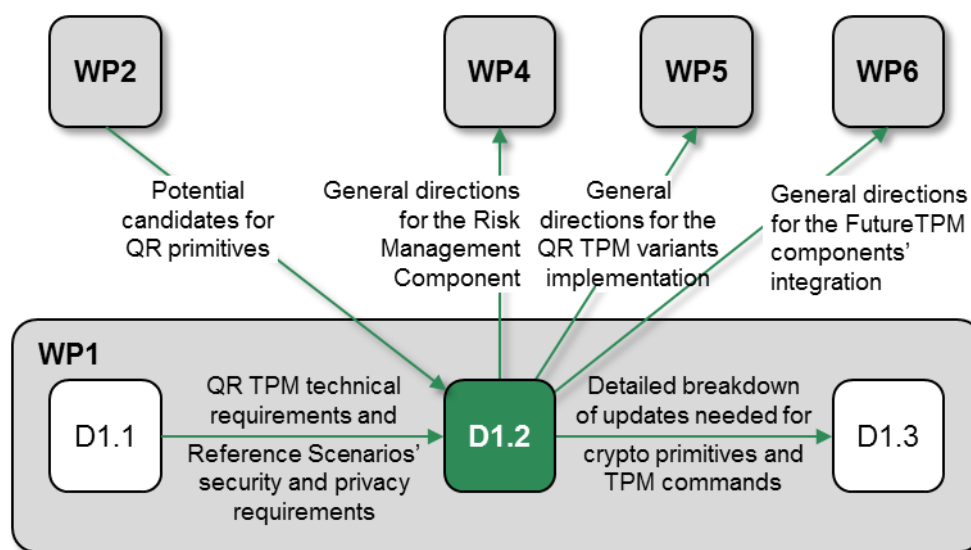 WP2
WP4
WP5
WP6
Potential
candidates for
QR primitives
General directions
for the Risk
Management
Component
General
directions for the
QR TPM variants
implementation
General directions
for the FutureTPM
components'
integration
WP1
D1.1
QR TPM technical
requirements and
Reference Scenarios'
security and privacy
requirements
D1.2
Detailed breakdown
of updates needed for
crypto primitives and
TPM commands
D1.3